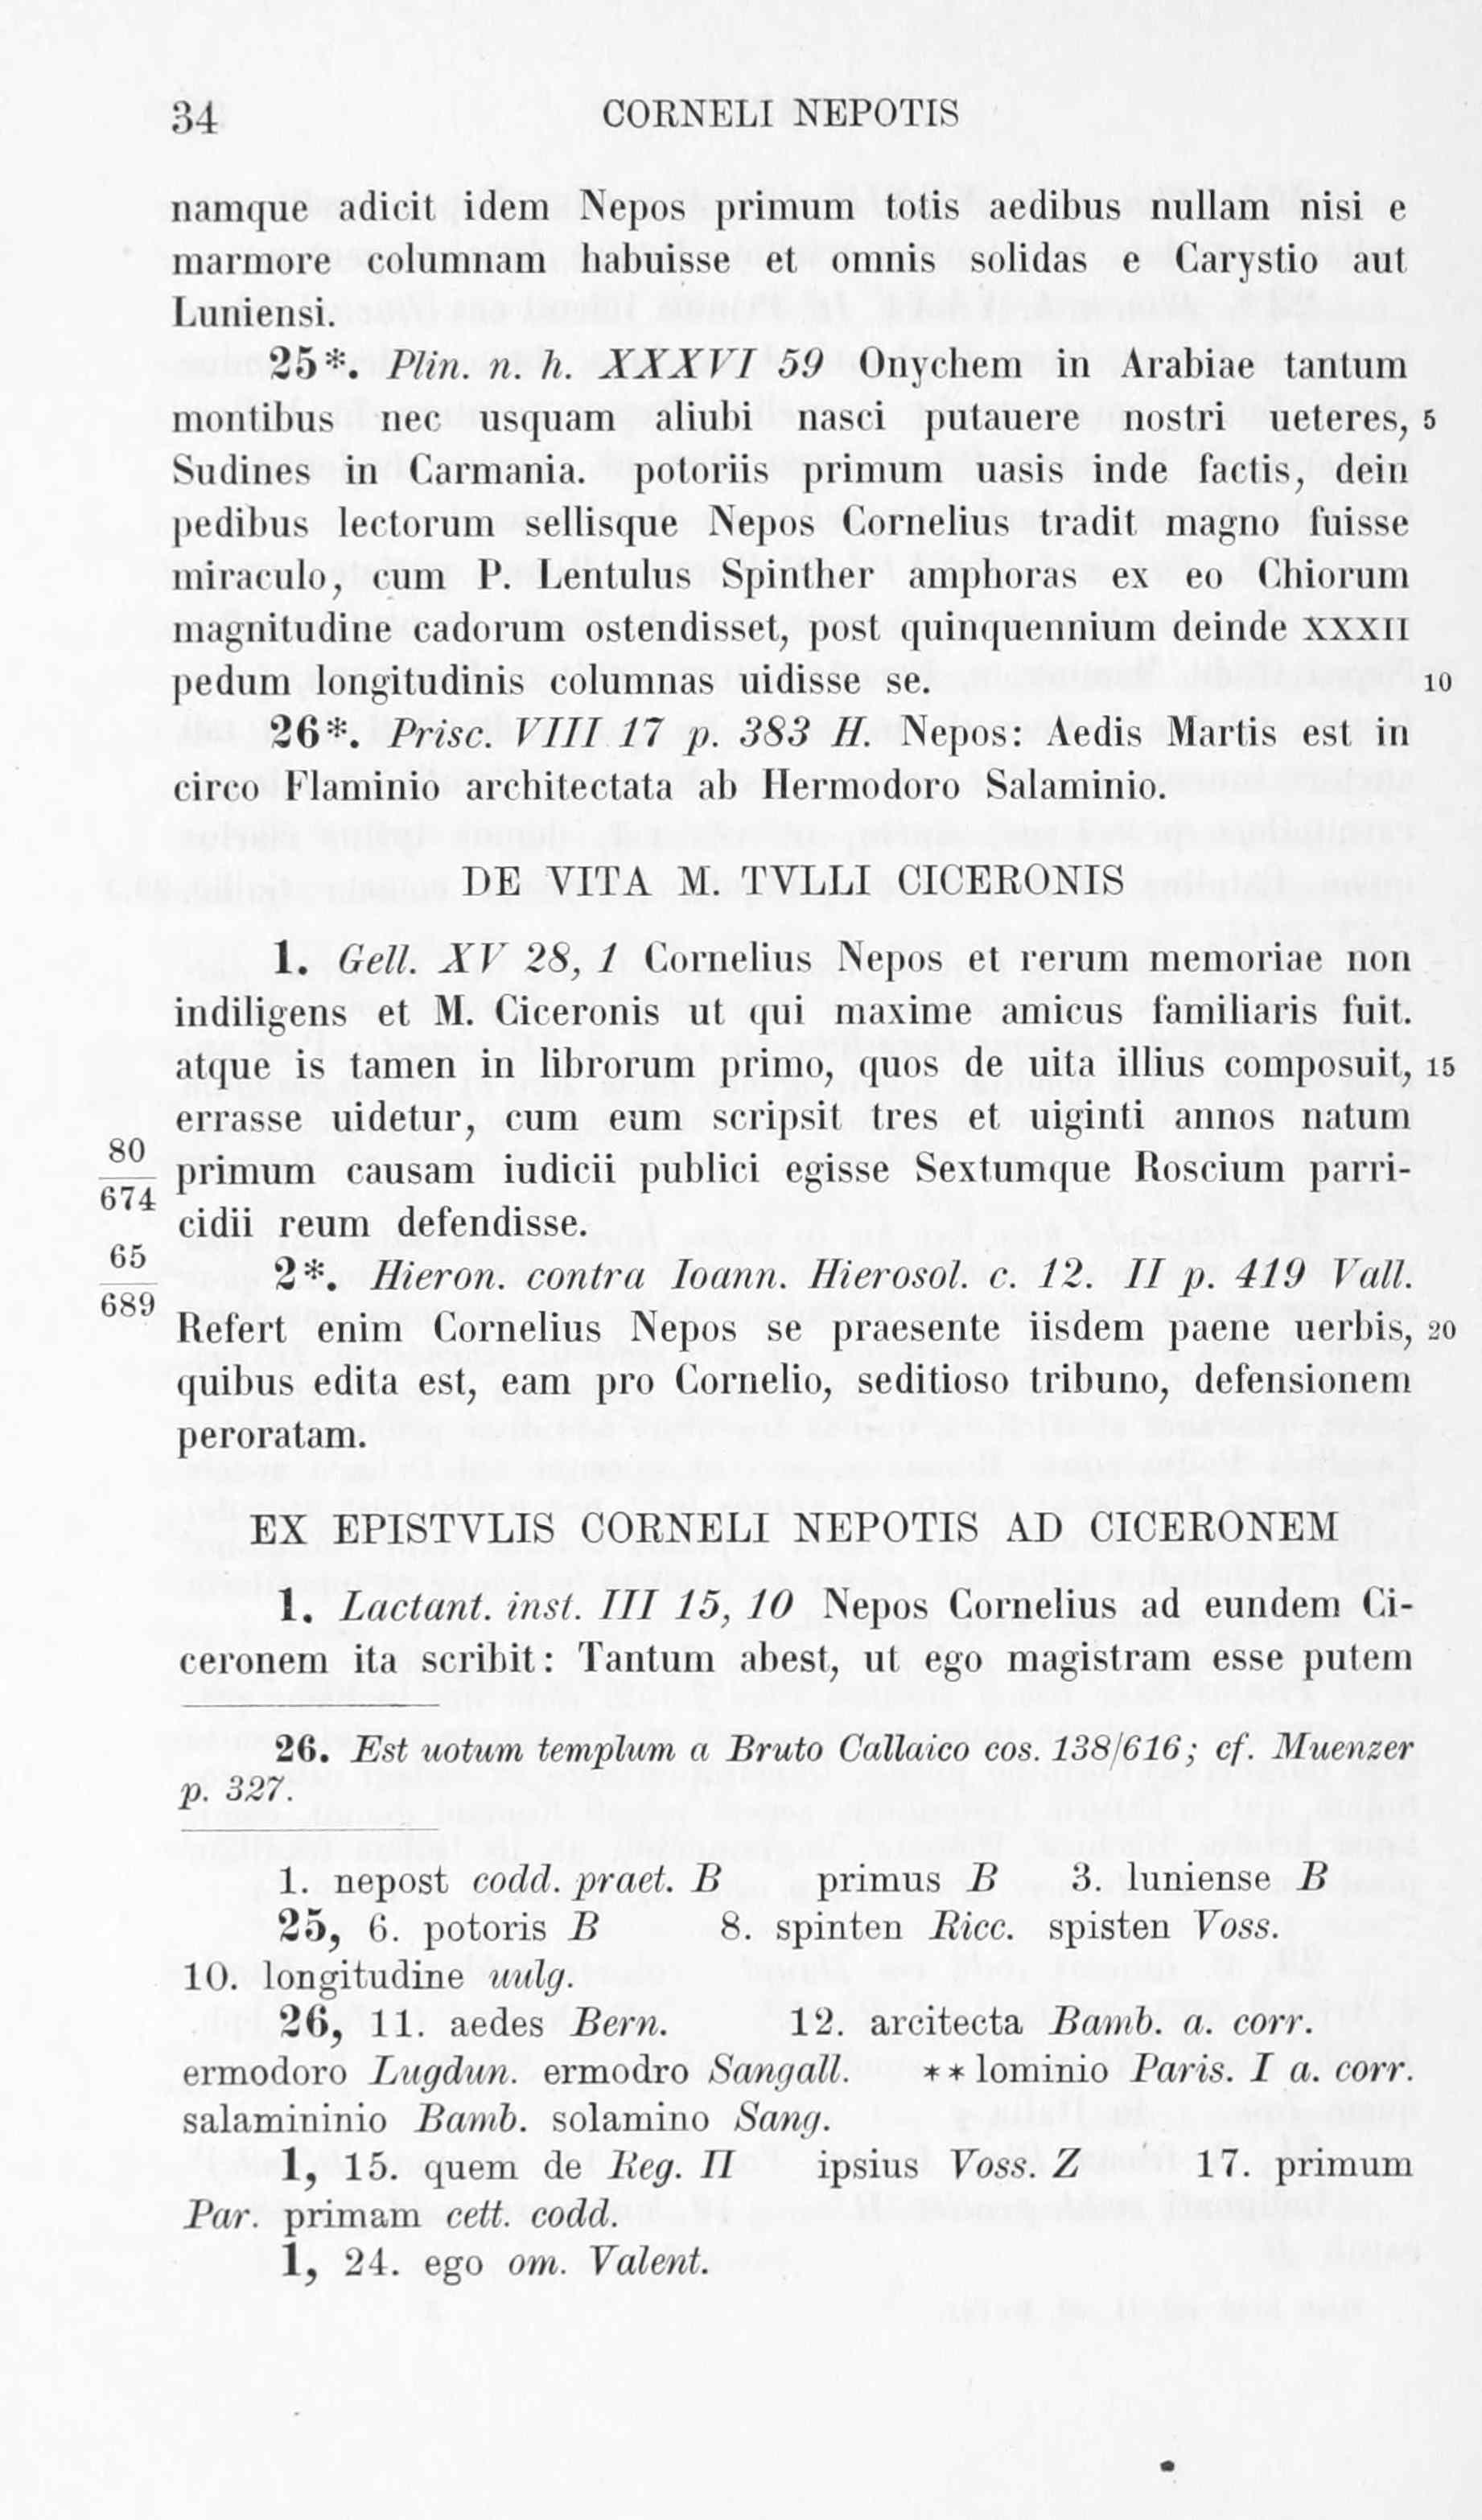 34 CORNELI NEPOTIS
namque adicit idem Nepos primum totis aedibus nullam nisi e
marmore columnam habuisse et omnis solidas e Carystio aut
Luniensi.
25*. Plin. n. h. XXXVI 59 Onychem in Arabiae tantum
montibus nec usquam aliubi nasci putauere nostri ueteres, 5
Sudines in Carmania. potoriis primum uasis inde factis, dein
pedibus lectorum sellisque Nepos Cornelius tradit magno fuisse
miraculo, cum P. Lentulus Spinther amphoras ex eo Chiorum
magnitudine cadorum ostendisset, post quinquennium deinde XXXII
pedum longitudinis columnas uidisse se. 10
26*. Prisc. VIII 17 p. 383 H. Nepos: Aedis Martis est in
circo Flaminio architectata ab Hermodoro Salaminio.
DE VITA M. TVLLI CICERONIS
1. Gell. XV 28, 1 Cornelius Nepos et rerum memoriae non
indiligens et M. Ciceronis ut qui maxime amicus familiaris fuit.
atque is tamen in librorum primo, quos de uita illius composuit, 15
errasse uidetur, cum eum scripsit tres et uiginti annos natum
80
674
primum causam iudicii publici egisse Sextumque Roscium parri-
cidii reum defendisse.
65
689
2*. Hieron. contra Ioann. Hierosol. c. 12. II p. 419 Vall.
Refert enim Cornelius Nepos se praesente iisdem paene uerbis, 20
quibus edita est, eam pro Cornelio, seditioso tribuno, defensionem
peroratam.
EX EPISTVLIS CORNELI NEPOTIS AD CICERONEM
1. Lactant. inst. III 15, 10 Nepos Cornelius ad eundem Ci-
ceronem ita scribit: Tantum abest, ut ego magistram esse putem
26. Est uotum templum a Bruto Callaico cos. 138/616; cf. Muenzer
p. 327.
1. nepost codd. praet. B primus B 3. luniense B
25, 6. potoris B 8. spinten Ricc. spisten Voss.
10. longitudine uulg.
26, 11. aedes Bern. 12. arcitecta Bamb. a. corr.
ermodoro Lugdun. ermodro Sangall. ** lominio Paris. I a. corr.
salamininio Bamb. solamino Sang.
1, 15. quem de Reg. II ipsius Voss. Z 17. primum
Par. primam cett. codd.
1, 24. ego om. Valent.